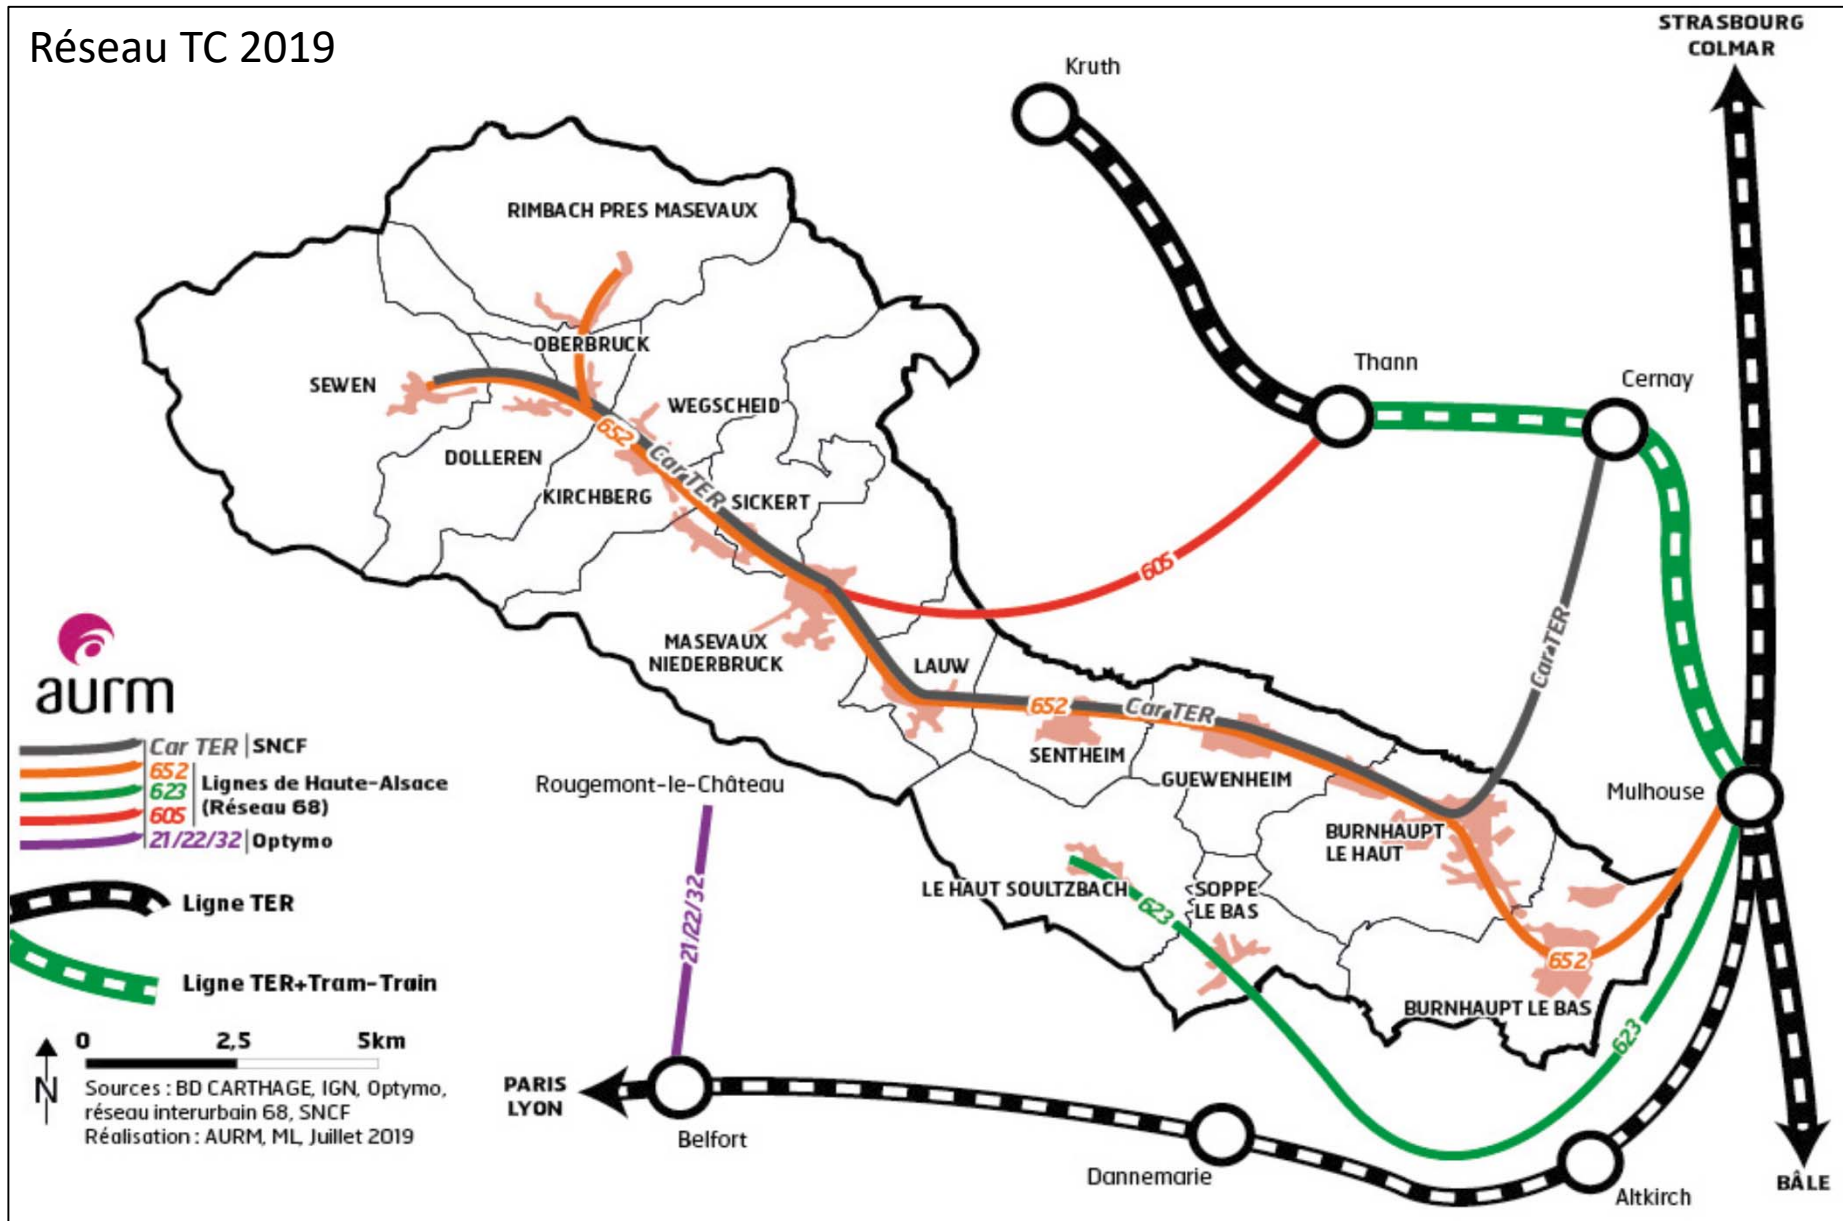 Réseau TC 2019
STRASBOURG
COLMAR
Kruth
RIMBACH PRES MASEVAUX
OBERBRUCK
SEWEN
WEGSCHEID
Thann
Cernay
652
Car TER
DOLLEREN
KIRCHBERG
SICKERT
605
Car TER
MASEVAUX
NIEDERBRUCK
LAUW
652
Car TER
SENTHEIM
GUEWENHEIM
Rougemont-le-Château
Mulhouse
BURNHAUPT
LE HAUT
LE HAUT SOULTZBACH
SOPPE
LE BAS
623
21/22/32
652
BURNHAUPT LE BAS
623
PARIS
LYON
Belfort
Dannemarie
Altkirch
BÂLE
aurm
Car TER SNCF
652
623
605
Lignes de Haute-Alsace
(Réseau 68)
21/22/32 Optymo
Ligne TER
Ligne TER+Tram-Train
0 2,5 5km
N
Sources : BD CARTHAGE, IGN, Optymo,
réseau interurbain 68, SNCF
Réalisation : AURM, ML, Juillet 2019